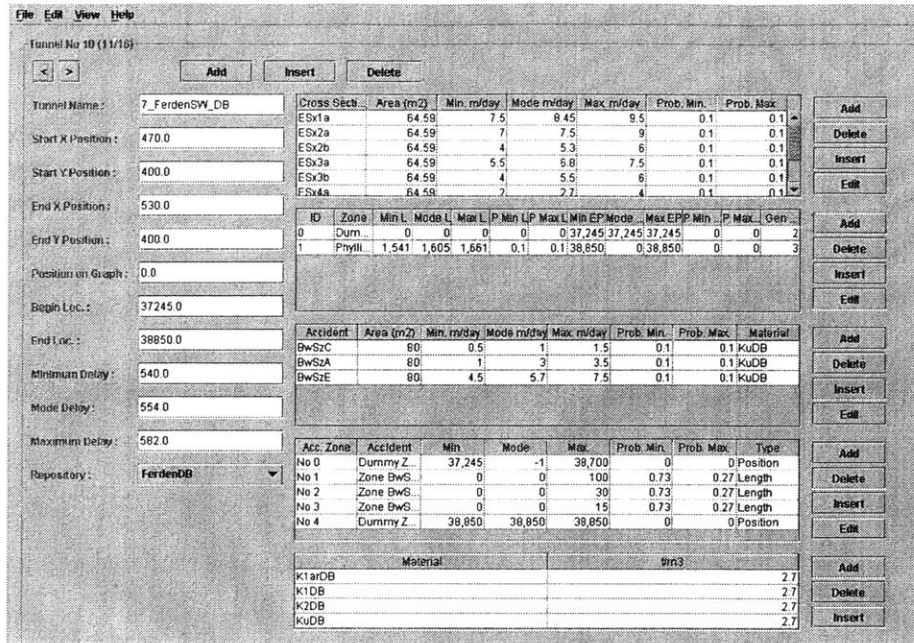 File Edit View Help
Tunnel No 10 (11/16)
< > Add Insert Delete
Tunnel Name : 7_FerdenSW_DB
Start X Position : 470.0
Start Y Position : 400.0
End X Position : 530.0
End Y Position : 400.0
Position on Graph : 0.0
Begin Loc. : 37245.0
End Loc. : 38850.0
Minimum Delay : 540.0
Mode Delay : 554.0
Maximum Delay : 582.0
Repository : FerdenDB
Cross Secti... Area (m2) Min. m/day Mode m/day Max. m/day Prob. Min. Prob. Max
ESx1a 64.59 7.5 8.45 9.5 0.1 0.1
ESx2a 64.59 7 7.5 9 0.1 0.1
ESx2b 64.59 4 5.3 6 0.1 0.1
ESx3a 64.59 5.5 6.8 7.5 0.1 0.1
ESx3b 64.59 4 5.5 6 0.1 0.1
ESx4a 64.59 2 2.7 4 0.1 0.1
Add
Delete
Insert
Edit
ID Zone Min L Mode L Max L P Min L P Max L Min EP Mode ... Max EP P Min ... P Max... Gen ...
0 Dum... 0 0 0 0 0 37,245 37,245 37,245 0 0 2
1 Phylli... 1,541 1,605 1,661 0.1 0.1 38,850 0 38,850 0 0 3
Add
Delete
Insert
Edit
Accident Area (m2) Min. m/day Mode m/day Max. m/day Prob. Min. Prob. Max. Material
BwSzC 80 0.5 1 1.5 0.1 0.1 KuDB
BwSzA 80 1 3 3.5 0.1 0.1 KuDB
BwSzE 80 4.5 5.7 7.5 0.1 0.1 KuDB
Add
Delete
Insert
Edit
Acc. Zone Accident Min Mode Max. Prob. Min. Prob. Max. Type
No 0 Dummy Z... 37,245 -1 38,700 0 0 Position
No 1 Zone BwS... 0 0 100 0.73 0.27 Length
No 2 Zone BwS... 0 0 30 0.73 0.27 Length
No 3 Zone BwS... 0 0 15 0.73 0.27 Length
No 4 Dummy Z... 38,850 38,850 38,850 0 0 Position
Add
Delete
Insert
Edit
Material t/m3
K1arDB 2.7
K1DB 2.7
K2DB 2.7
KuDB 2.7
Add
Delete
Insert